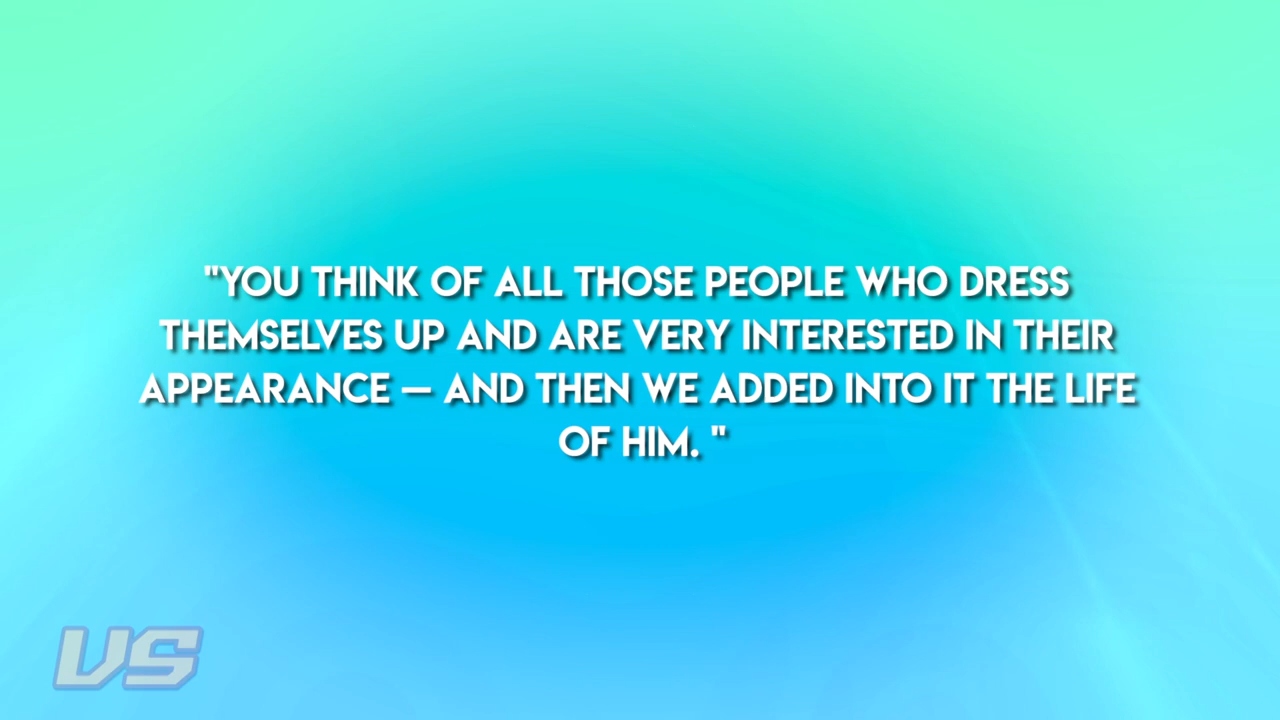 "YOU THINK OF ALL THOSE PEOPLE WHO DRESS
THEMSELVES UP AND ARE VERY INTERESTED IN THEIR
APPEARANCE — AND THEN WE ADDED INTO IT THE LIFE
OF HIM. "
VS